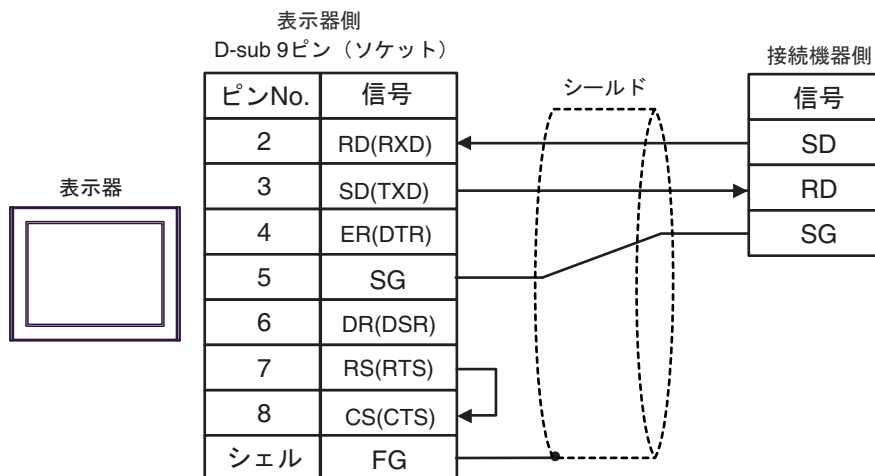 表示器側
D-sub 9ピン（ソケット）
接続機器側
ピンNo. 信号
シールド
信号
2 RD(RXD)
SD
3 SD(TXD)
RD
表示器
4 ER(DTR)
SG
5 SG
6 DR(DSR)
7 RS(RTS)
8 CS(CTS)
シェル FG